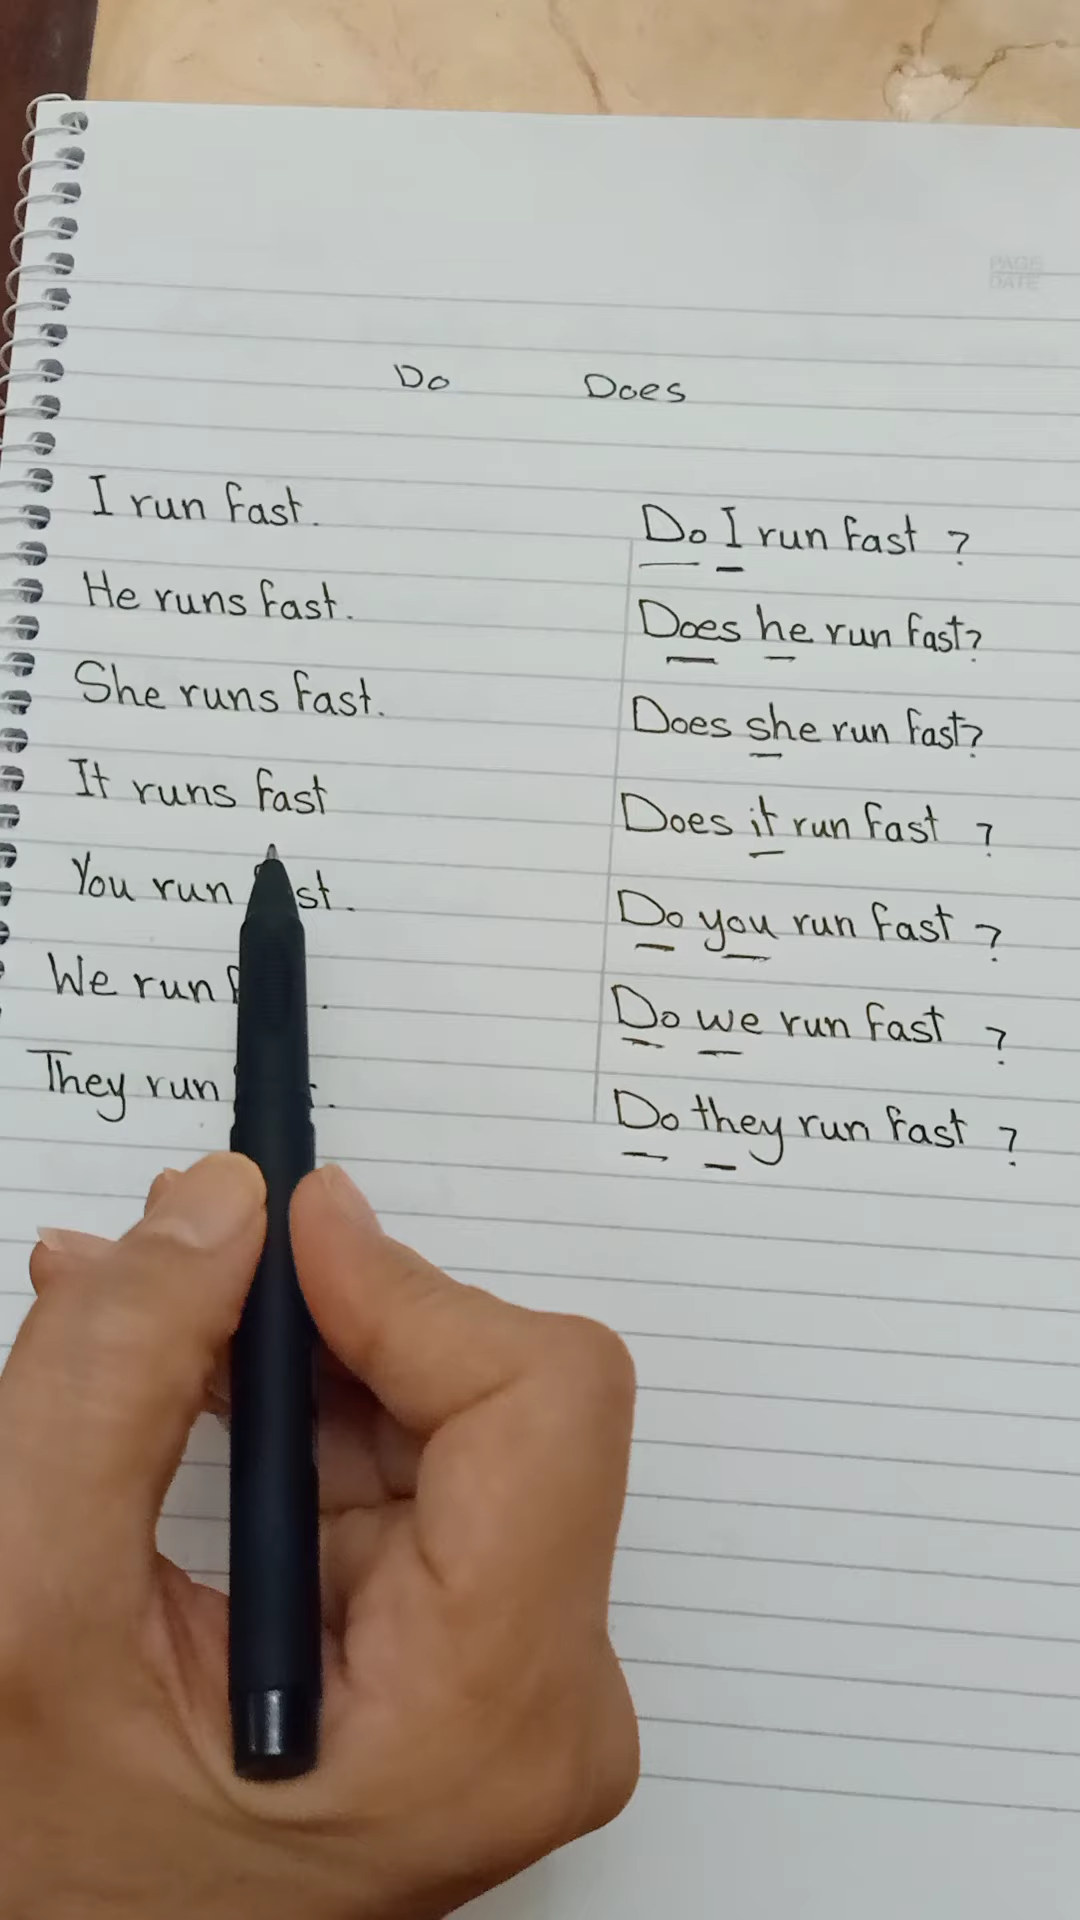 PAGE
DATE
Do Does
I run fast. Do I run fast ?
He runs fast. Does he run fast?
She runs fast. Does she run fast?
It runs fast Does it run fast ?
You run st. Do you run fast ?
We run f . Do we run fast ?
They run . Do they run fast ?